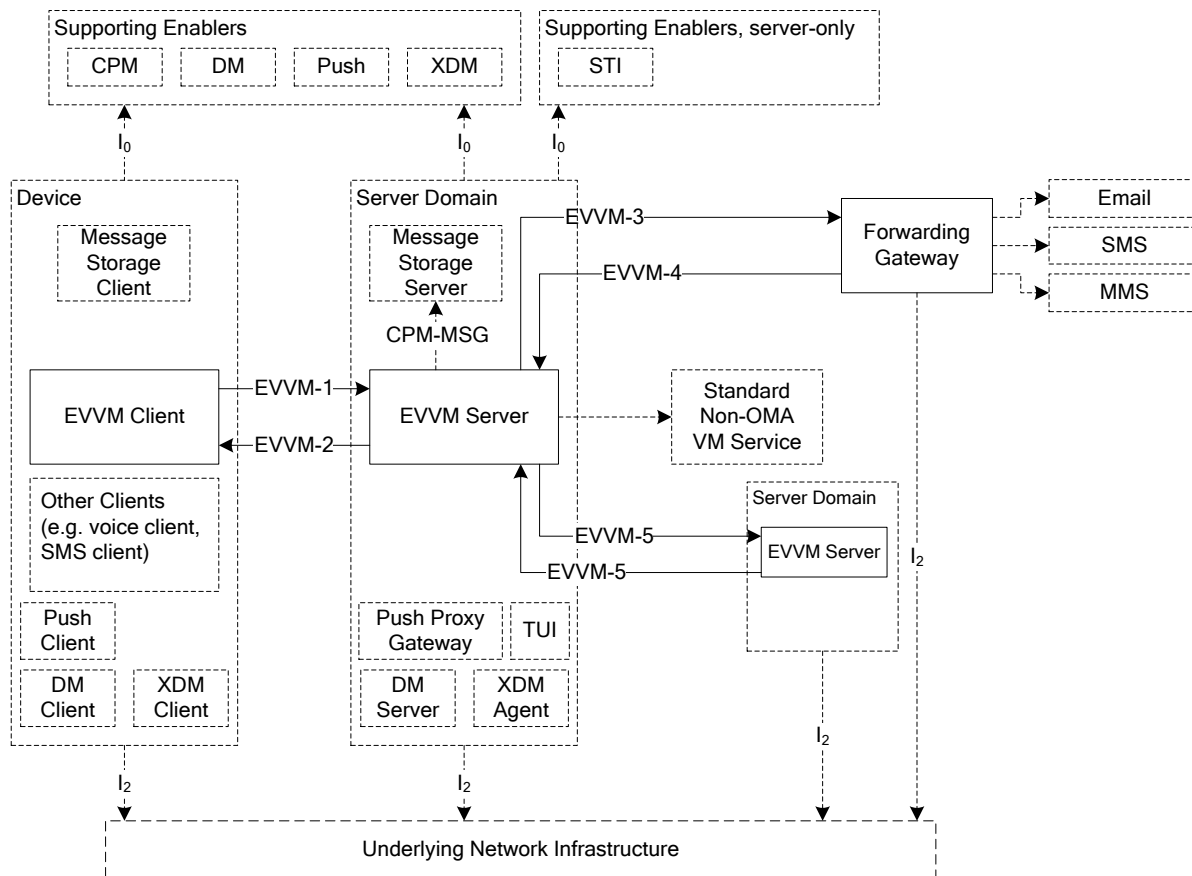 Supporting Enablers
CPM
DM
Push
XDM
Supporting Enablers, server-only
STI
I0
I0
I0
Device
Message
Storage
Client
EVVM Client
Other Clients
(e.g. voice client,
SMS client)
Push
Client
DM
Client
XDM
Client
EVVM-1
EVVM-2
Server Domain
Message
Storage
Server
CPM-MSG
EVVM Server
Push Proxy
Gateway
TUI
DM
Server
XDM
Agent
EVVM-3
EVVM-4
Forwarding
Gateway
Email
SMS
MMS
Standard
Non-OMA
VM Service
EVVM-5
EVVM-5
Server Domain
EVVM Server
I2
I2
I2
I2
Underlying Network Infrastructure